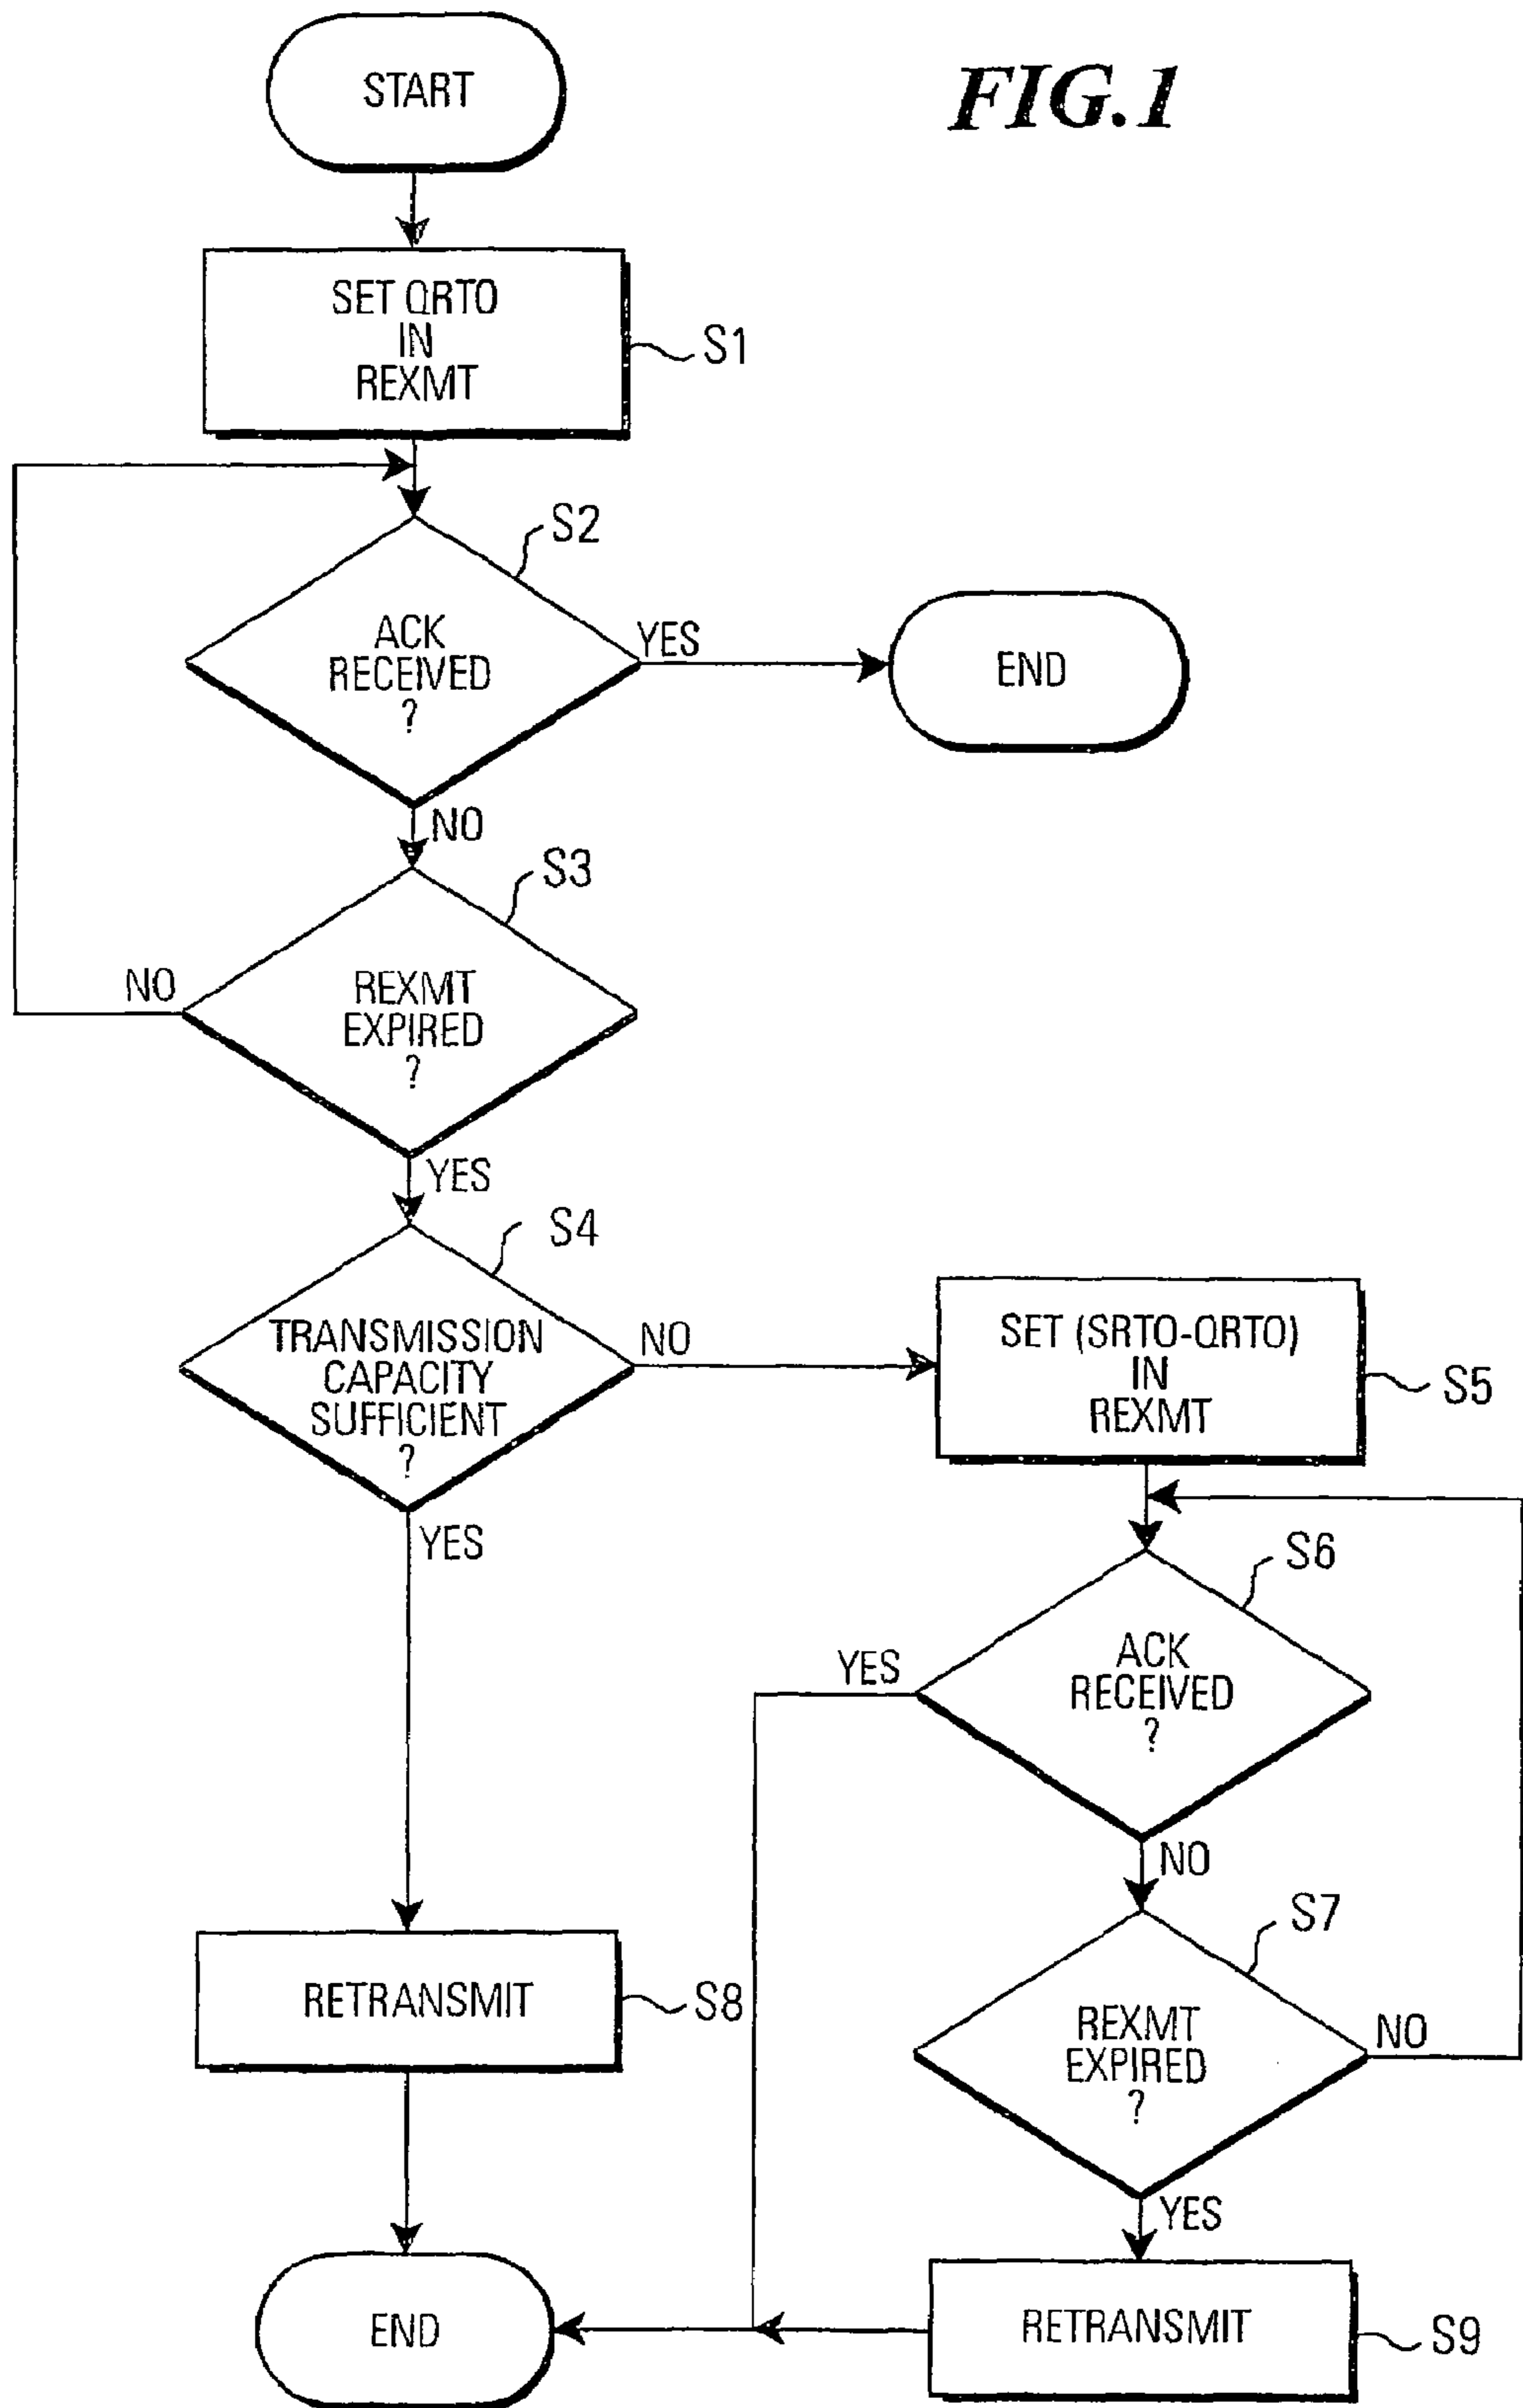 START
FIG.1
SET QRTO
IN
REXMT
S1
S2
ACK
RECEIVED
?
YES
END
NO
S3
REXMT
EXPIRED
?
NO
YES
S4
TRANSMISSION
CAPACITY
SUFFICIENT
?
NO
SET (SRTO-QRTO)
IN
REXMT
S5
YES
S6
ACK
RECEIVED
?
YES
NO
S7
REXMT
EXPIRED
?
NO
RETRANSMIT
S8
YES
END
RETRANSMIT
S9